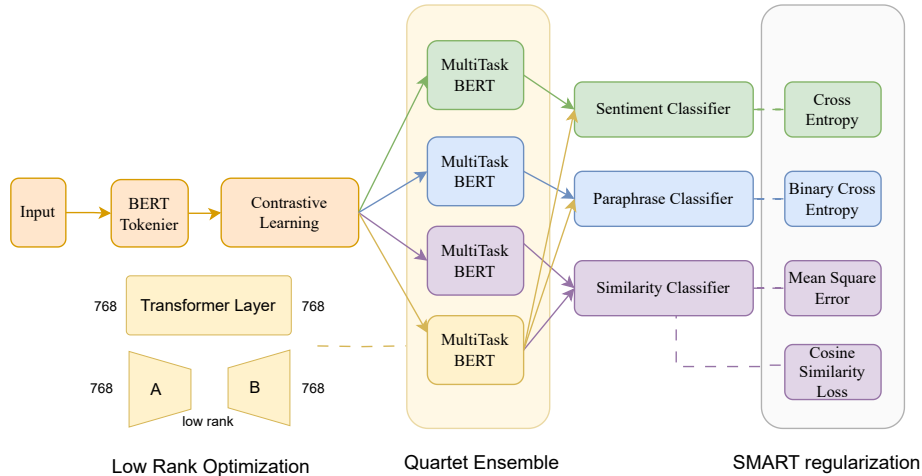 Input
BERT
Tokenier
Contrastive
Learning
MultiTask
BERT
MultiTask
BERT
MultiTask
BERT
MultiTask
BERT
Sentiment Classifier
Paraphrase Classifier
Similarity Classifier
Cross
Entropy
Binary Cross
Entropy
Mean Square
Error
Cosine
Similarity
Loss
768
Transformer Layer
768
768
A
B
768
low rank
Low Rank Optimization
Quartet Ensemble
SMART regularization